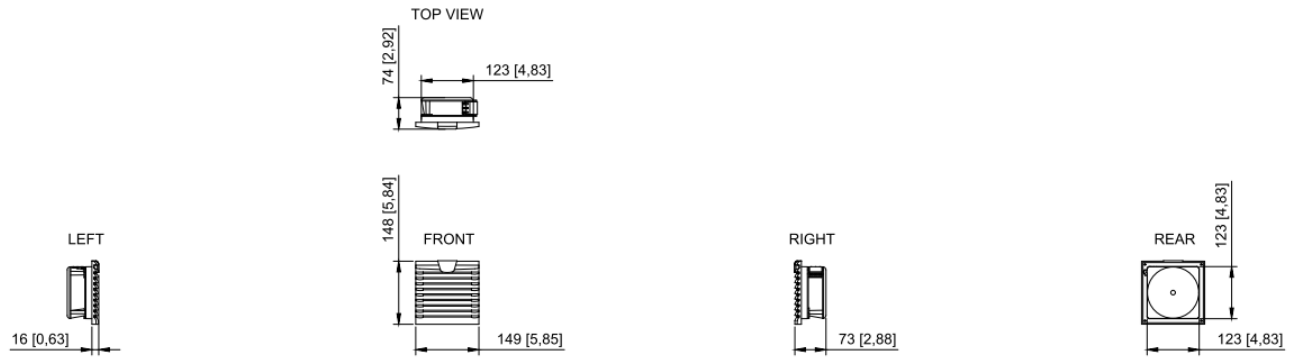 TOP VIEW
74 [2,92]
123 [4,83]
148 [5,84]
123 [4,83]
LEFT
FRONT
RIGHT
REAR
16 [0,63]
149 [5,85]
73 [2,88]
123 [4,83]